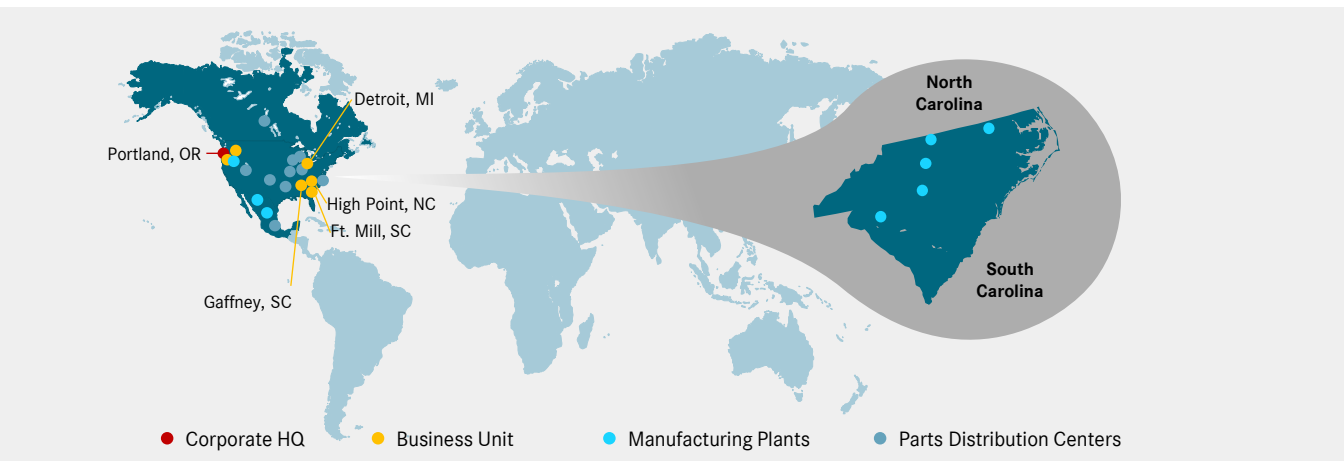 North
Carolina
Detroit, MI
Portland, OR
High Point, NC
Ft. Mill, SC
South
Carolina
Gaffney, SC
Corporate HQ
Business Unit
Manufacturing Plants
Parts Distribution Centers